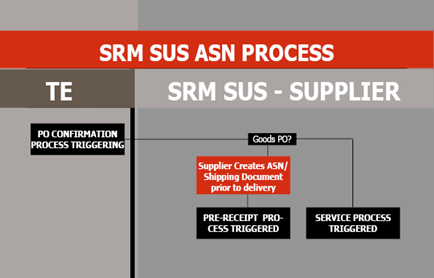 SRM SUS ASN PROCESS
TE
SRM SUS - SUPPLIER
PO CONFIRMATION
PROCESS TRIGGERING
Goods PO?
Supplier Creates ASN/
Shipping Document
prior to delivery
PRE-RECEIPT PRO-
CESS TRIGGERED
SERVICE PROCESS
TRIGGERED